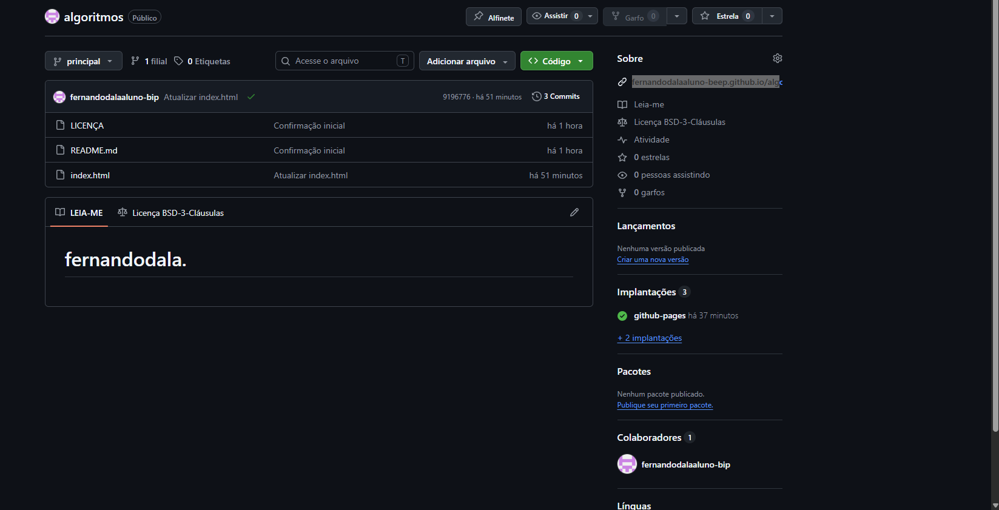 algoritmos Público
Alfinete Assistir 0 Garfo 0 Estrela 0
principal 1 filial 0 Etiquetas Acesse o arquivo T Adicionar arquivo Código
fernandodalaaluno-bip Atualizar index.html 9196776 · há 51 minutos 3 Commits
LICENÇA Confirmação inicial há 1 hora
README.md Confirmação inicial há 1 hora
index.html Atualizar index.html há 51 minutos
LEIA-ME Licença BSD-3-Cláusulas
fernandodala.
Sobre
fernandodalaaluno-beep.github.io/algo
Leia-me
Licença BSD-3-Cláusulas
Atividade
0 estrelas
0 pessoas assistindo
0 garfos
Lançamentos
Nenhuma versão publicada
Criar uma nova versão
Implantações 3
github-pages há 37 minutos
+ 2 implantações
Pacotes
Nenhum pacote publicado.
Publique seu primeiro pacote.
Colaboradores 1
fernandodalaaluno-bip
Línguas